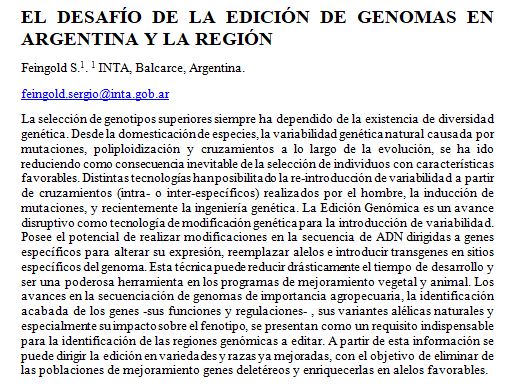 EL DESAFÍO DE LA EDICIÓN DE GENOMAS EN
ARGENTINA Y LA REGIÓN
Feingold S.1. 1 INTA, Balcarce, Argentina.
feingold.sergio@inta.gob.ar
La selección de genotipos superiores siempre ha dependido de la existencia de diversidad
genética. Desde la domesticación de especies, la variabilidad genética natural causada por
mutaciones, poliploidización y cruzamientos a lo largo de la evolución, se ha ido
reduciendo como consecuencia inevitable de la selección de individuos con características
favorables. Distintas tecnologías han posibilitado la re-introducción de variabilidad a partir
de cruzamientos (intra- o inter-específicos) realizados por el hombre, la inducción de
mutaciones, y recientemente la ingeniería genética. La Edición Genómica es un avance
disruptivo como tecnología de modificación genética para la introducción de variabilidad.
Posee el potencial de realizar modificaciones en la secuencia de ADN dirigidas a genes
específicos para alterar su expresión, reemplazar alelos e introducir transgenes en sitios
específicos del genoma. Esta técnica puede reducir drásticamente el tiempo de desarrollo y
ser una poderosa herramienta en los programas de mejoramiento vegetal y animal. Los
avances en la secuenciación de genomas de importancia agropecuaria, la identificación
acabada de los genes -sus funciones y regulaciones- , sus variantes alélicas naturales y
especialmente su impacto sobre el fenotipo, se presentan como un requisito indispensable
para la identificación de las regiones genómicas a editar. A partir de esta información se
puede dirigir la edición en variedades y razas ya mejoradas, con el objetivo de eliminar de
las poblaciones de mejoramiento genes deletéreos y enriquecerlas en alelos favorables.